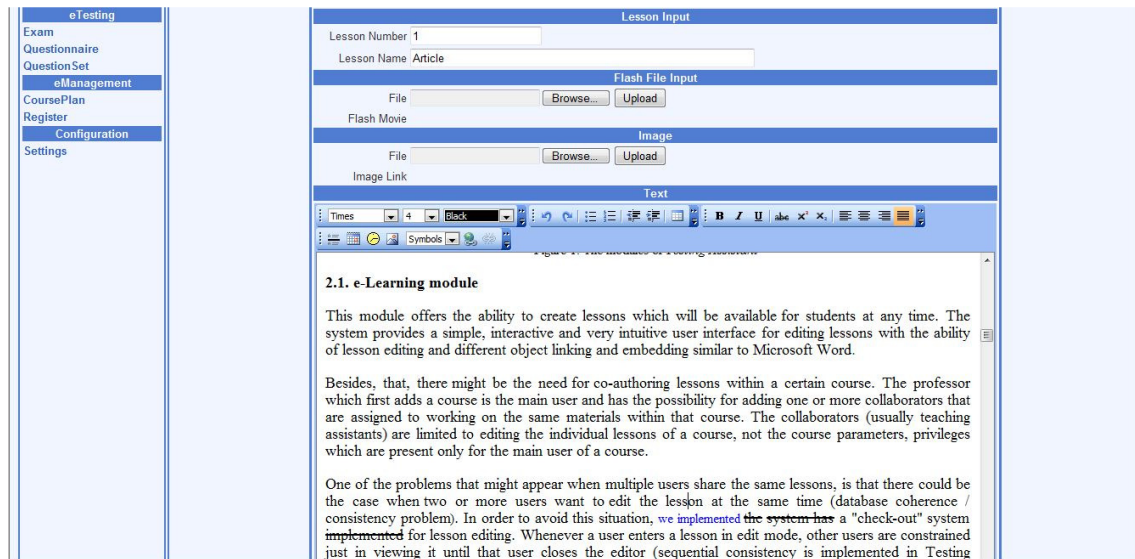 eTesting
Exam
Questionnaire
QuestionSet
eManagement
CoursePlan
Register
Configuration
Settings
Lesson Input
Lesson Number 1
Lesson Name Article
Flash File Input
File Browse... Upload
Flash Movie
Image
File Browse... Upload
Image Link
Text
Times 4 Black B I U abc x² x₂
Symbols
Figure 1. The modules of Testing Assistant
2.1. e-Learning module
This module offers the ability to create lessons which will be available for students at any time. The
system provides a simple, interactive and very intuitive user interface for editing lessons with the ability
of lesson editing and different object linking and embedding similar to Microsoft Word.
Besides, that, there might be the need for co-authoring lessons within a certain course. The professor
which first adds a course is the main user and has the possibility for adding one or more collaborators that
are assigned to working on the same materials within that course. The collaborators (usually teaching
assistants) are limited to editing the individual lessons of a course, not the course parameters, privileges
which are present only for the main user of a course.
One of the problems that might appear when multiple users share the same lessons, is that there could be
the case when two or more users want to edit the lesson at the same time (database coherence /
consistency problem). In order to avoid this situation, we implemented the system has a "check-out" system
implemented for lesson editing. Whenever a user enters a lesson in edit mode, other users are constrained
just in viewing it until that user closes the editor (sequential consistency is implemented in Testing